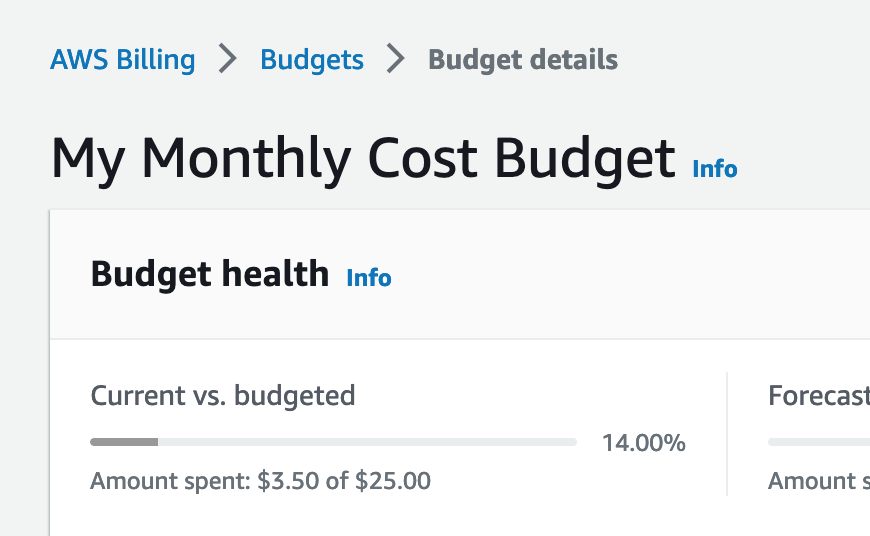 AWS Billing > Budgets > Budget details
My Monthly Cost Budget Info
Budget health Info
Current vs. budgeted
14.00%
Amount spent: $3.50 of $25.00
Forecast
Amount s